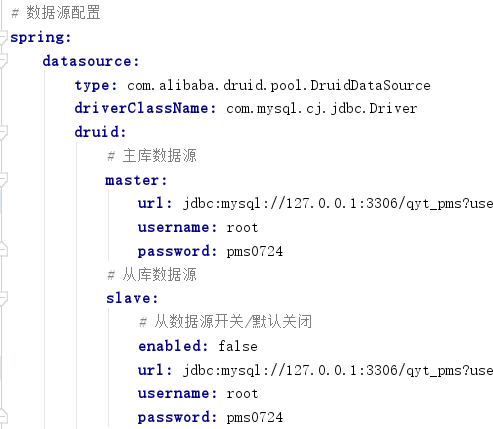 # 数据源配置
spring:
datasource:
type: com.alibaba.druid.pool.DruidDataSource
driverClassName: com.mysql.cj.jdbc.Driver
druid:
# 主库数据源
master:
url: jdbc:mysql://127.0.0.1:3306/qyt_pms?use
username: root
password: pms0724
# 从库数据源
slave:
# 从数据源开关/默认关闭
enabled: false
url: jdbc:mysql://127.0.0.1:3306/qyt_pms?use
username: root
password: pms0724